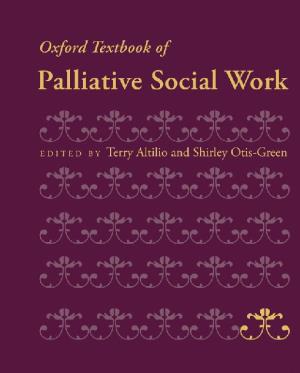 Oxford Textbook of
Palliative Social Work
EDITED BY Terry Altilio and Shirley Otis-Green